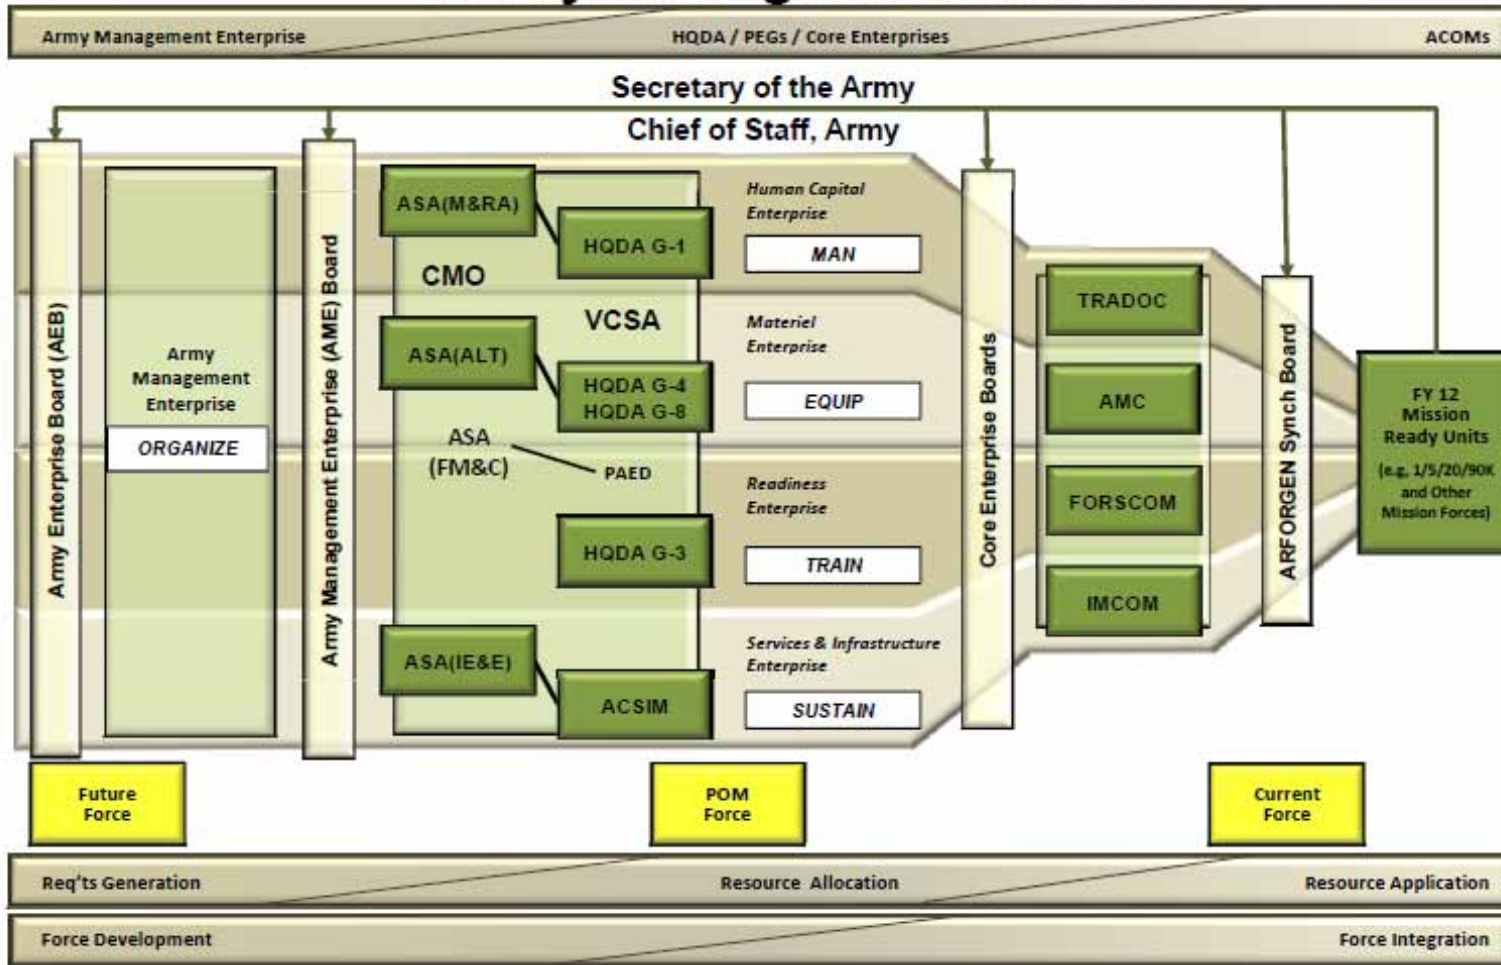 Army Management Enterprise
HQDA / PEGs / Core Enterprises
ACOMs
Secretary of the Army
Chief of Staff, Army
Army Enterprise Board (AEB)
Army
Management
Enterprise
ORGANIZE
Army Management Enterprise (AME) Board
ASA(M&RA)
HQDA G-1
CMO
VCSA
ASA(ALT)
HQDA G-4
HQDA G-8
ASA
(FM&C)
PAED
HQDA G-3
ASA(IE&E)
ACSIM
Human Capital
Enterprise
MAN
Materiel
Enterprise
EQUIP
Readiness
Enterprise
TRAIN
Services & Infrastructure
Enterprise
SUSTAIN
Core Enterprise Boards
TRADOC
AMC
FORSCOM
IMCOM
ARFORGEN Synch Board
FY 12
Mission
Ready Units
(e.g, 1/5/20/90K
and Other
Mission Forces)
Future
Force
POM
Force
Current
Force
Req'ts Generation
Resource Allocation
Resource Application
Force Development
Force Integration